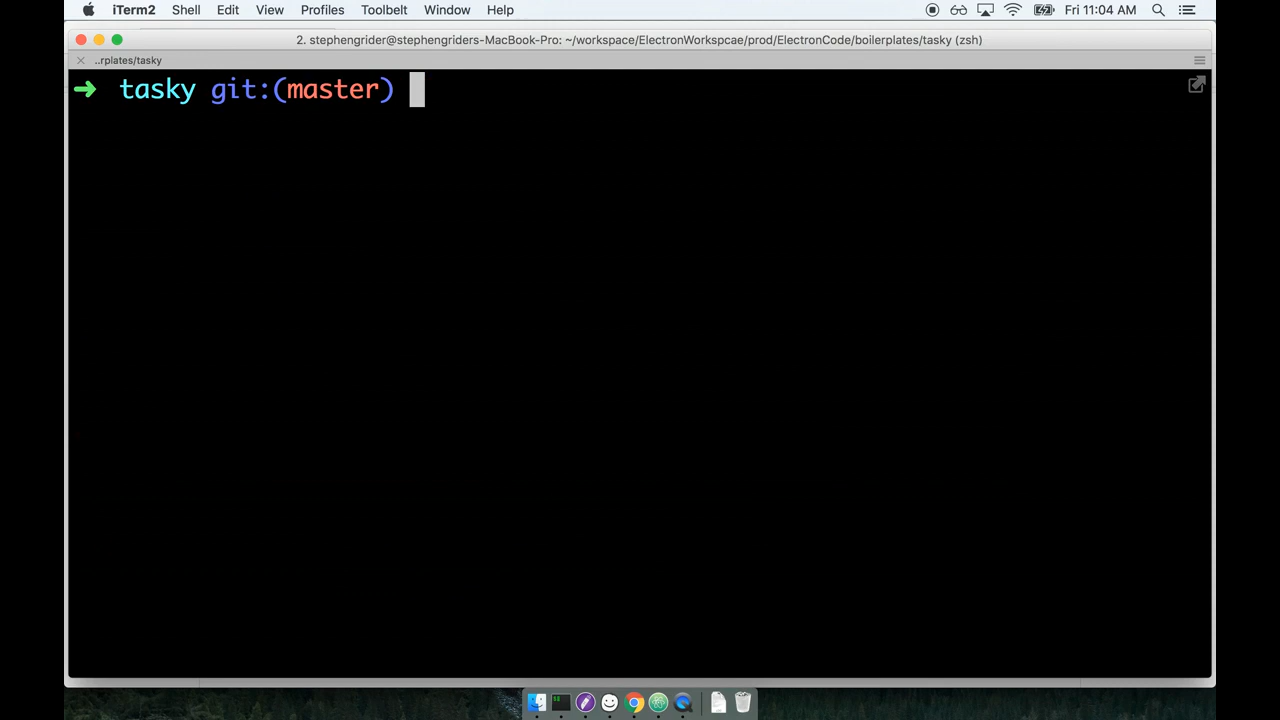 iTerm2 Shell Edit View Profiles Toolbelt Window Help Fri 11:04 AM
2. stephengrider@stephengriders-MacBook-Pro: ~/workspace/ElectronWorkspcae/prod/ElectronCode/boilerplates/tasky (zsh)
..rplates/tasky
➜ tasky git:(master)